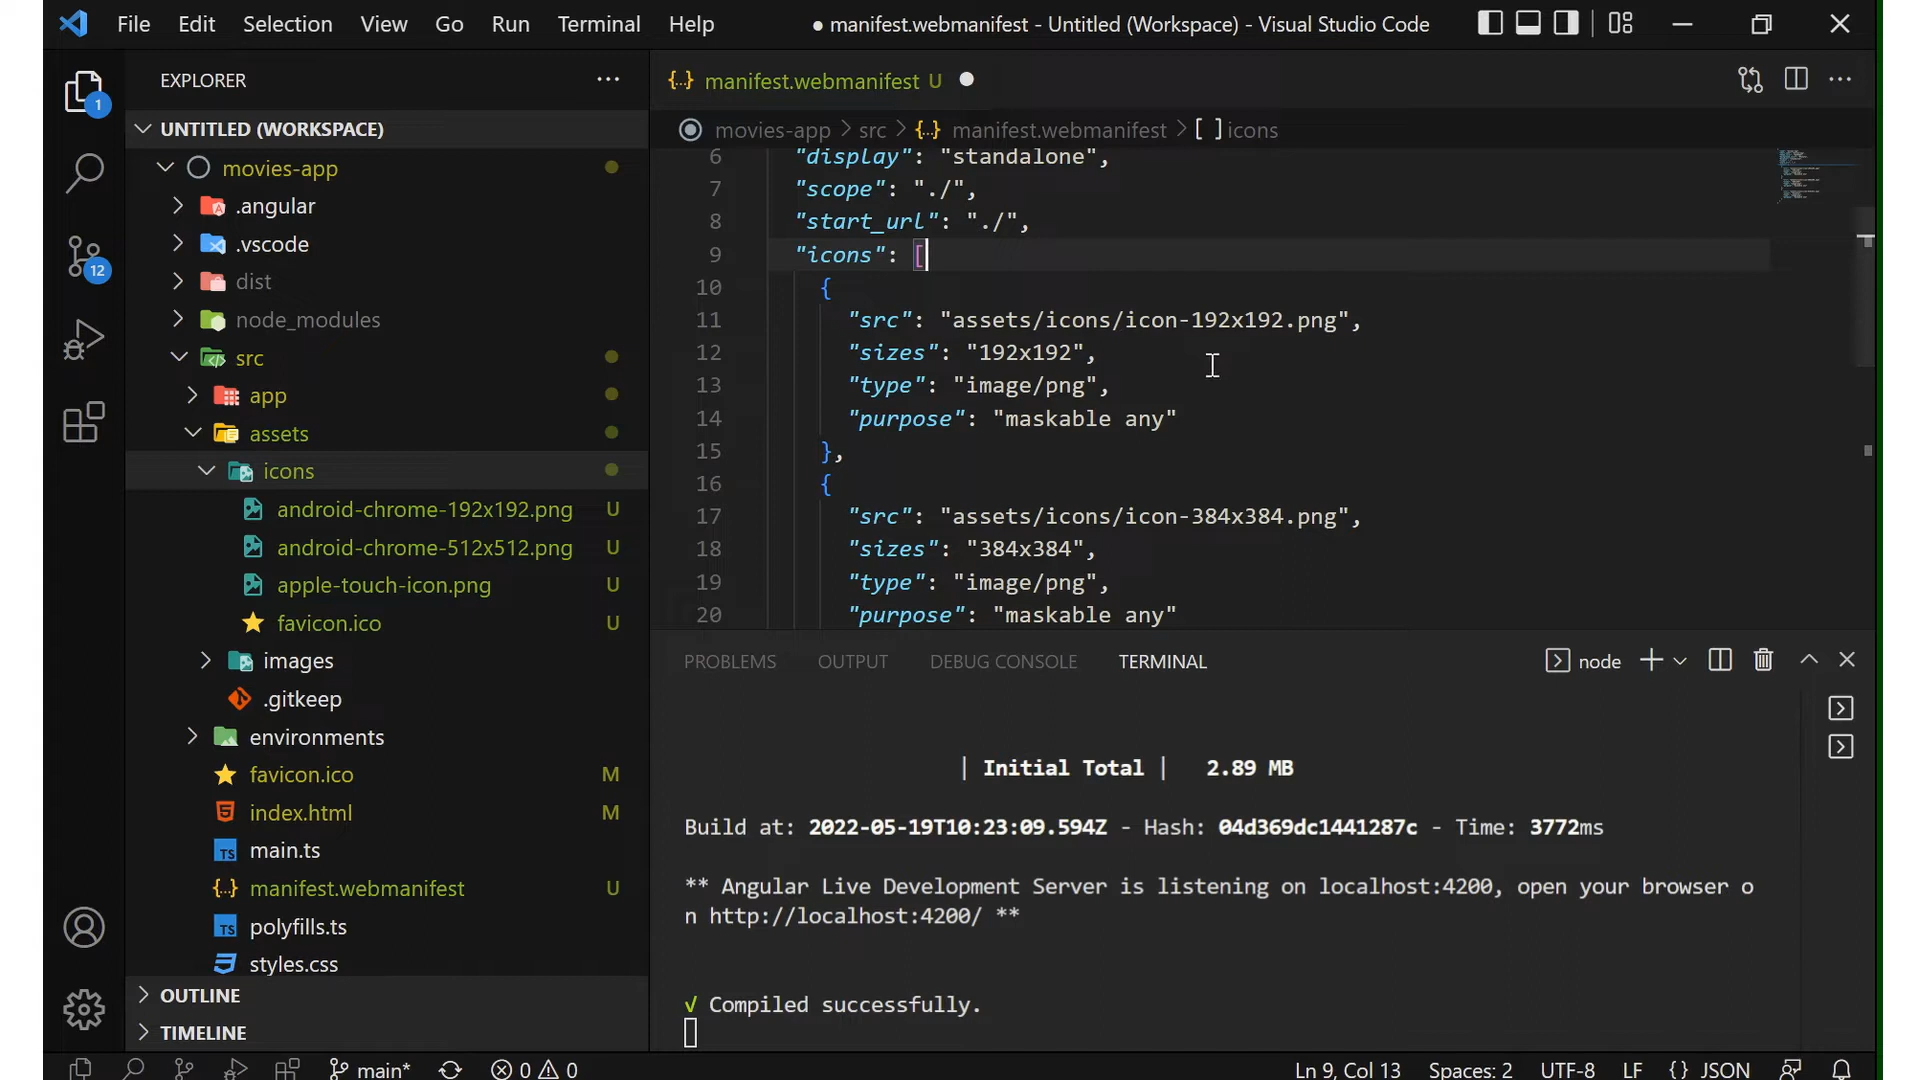 File Edit Selection View Go Run Terminal Help ● manifest.webmanifest - Untitled (Workspace) - Visual Studio Code
EXPLORER ···
1
UNTITLED (WORKSPACE)
movies-app
.angular
.vscode
12
dist
node_modules
src
app
assets
icons
android-chrome-192x192.png U
android-chrome-512x512.png U
apple-touch-icon.png U
favicon.ico U
images
.gitkeep
environments
favicon.ico M
index.html M
TS main.ts
{..} manifest.webmanifest U
TS polyfills.ts
styles.css
OUTLINE
TIMELINE
{..} manifest.webmanifest U ●
movies-app > src > {..} manifest.webmanifest > [ ] icons
6 "display": "standalone",
7 "scope": "./",
8 "start_url": "./",
9 "icons": [
10 {
11 "src": "assets/icons/icon-192x192.png",
12 "sizes": "192x192",
13 "type": "image/png",
14 "purpose": "maskable any"
15 },
16 {
17 "src": "assets/icons/icon-384x384.png",
18 "sizes": "384x384",
19 "type": "image/png",
20 "purpose": "maskable any"
PROBLEMS OUTPUT DEBUG CONSOLE TERMINAL node
| Initial Total | 2.89 MB
Build at: 2022-05-19T10:23:09.594Z - Hash: 04d369dc1441287c - Time: 3772ms
** Angular Live Development Server is listening on localhost:4200, open your browser o
n http://localhost:4200/ **
√ Compiled successfully.
main* 0 0 Ln 9, Col 13 Spaces: 2 UTF-8 LF {} JSON